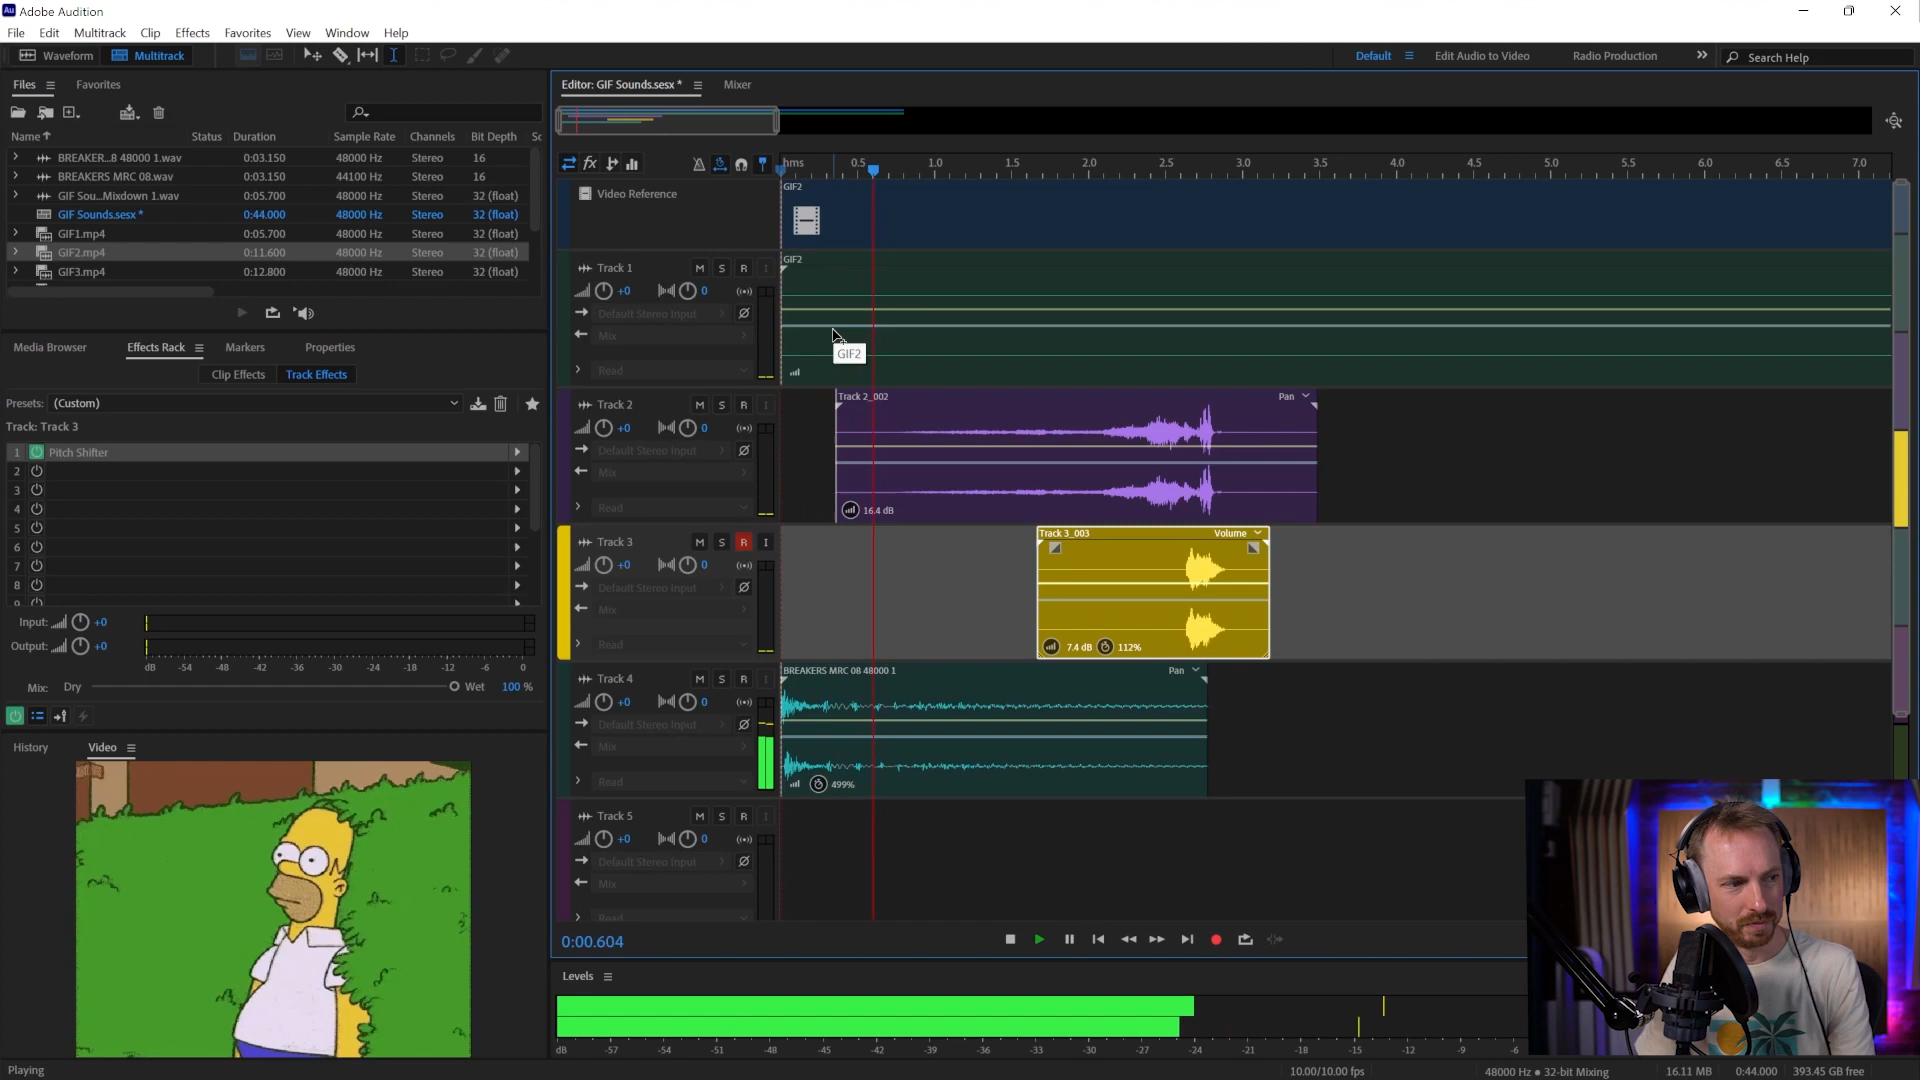 Au Adobe Audition
File Edit Multitrack Clip Effects Favorites View Window Help
Waveform Multitrack Default Edit Audio to Video Radio Production Search Help
Files Favorites
Name Status Duration Sample Rate Channels Bit Depth Sc
BREAKER...8 48000 1.wav 0:03.150 48000 Hz Stereo 16
BREAKERS MRC 08.wav 0:03.150 44100 Hz Stereo 16
GIF Sou...Mixdown 1.wav 0:05.700 48000 Hz Stereo 32 (float)
GIF Sounds.sesx * 0:44.000 48000 Hz Stereo 32 (float)
GIF1.mp4 0:05.700 48000 Hz Stereo 32 (float)
GIF2.mp4 0:11.600 48000 Hz Stereo 32 (float)
GIF3.mp4 0:12.800 48000 Hz Stereo 32 (float)
Media Browser Effects Rack Markers Properties
Clip Effects Track Effects
Presets: (Custom)
Track: Track 3
1 Pitch Shifter
2
3
4
5
6
7
8
9
Input: +0
Output: +0
dB -54 -48 -42 -36 -30 -24 -18 -12 -6 0
Mix: Dry Wet 100 %
History Video
Editor: GIF Sounds.sesx * Mixer
fx hms 0.5 1.0 1.5 2.0 2.5 3.0 3.5 4.0 4.5 5.0 5.5 6.0 6.5 7.0
Video Reference GIF2
Track 1 M S R I GIF2
+0 0
Default Stereo Input
Mix
GIF2
Read
Track 2 M S R I Track 2_002 Pan
+0 0
Default Stereo Input
Mix
Read 16.4 dB
Track 3 M S R I Track 3_003 Volume
+0 0
Default Stereo Input
Mix
Read 7.4 dB 112%
Track 4 M S R I BREAKERS MRC 08 48000 1 Pan
+0 0
Default Stereo Input
Mix
Read 499%
Track 5 M S R I
+0 0
Default Stereo Input
Mix
Read
0:00.604
Levels
dB -57 -54 -51 -48 -45 -42 -39 -36 -33 -30 -27 -24 -21 -18 -15 -12 -9 -6
Playing 10.00/10.00 fps 48000 Hz • 32-bit Mixing 16.11 MB 0:44.000 393.45 GB free